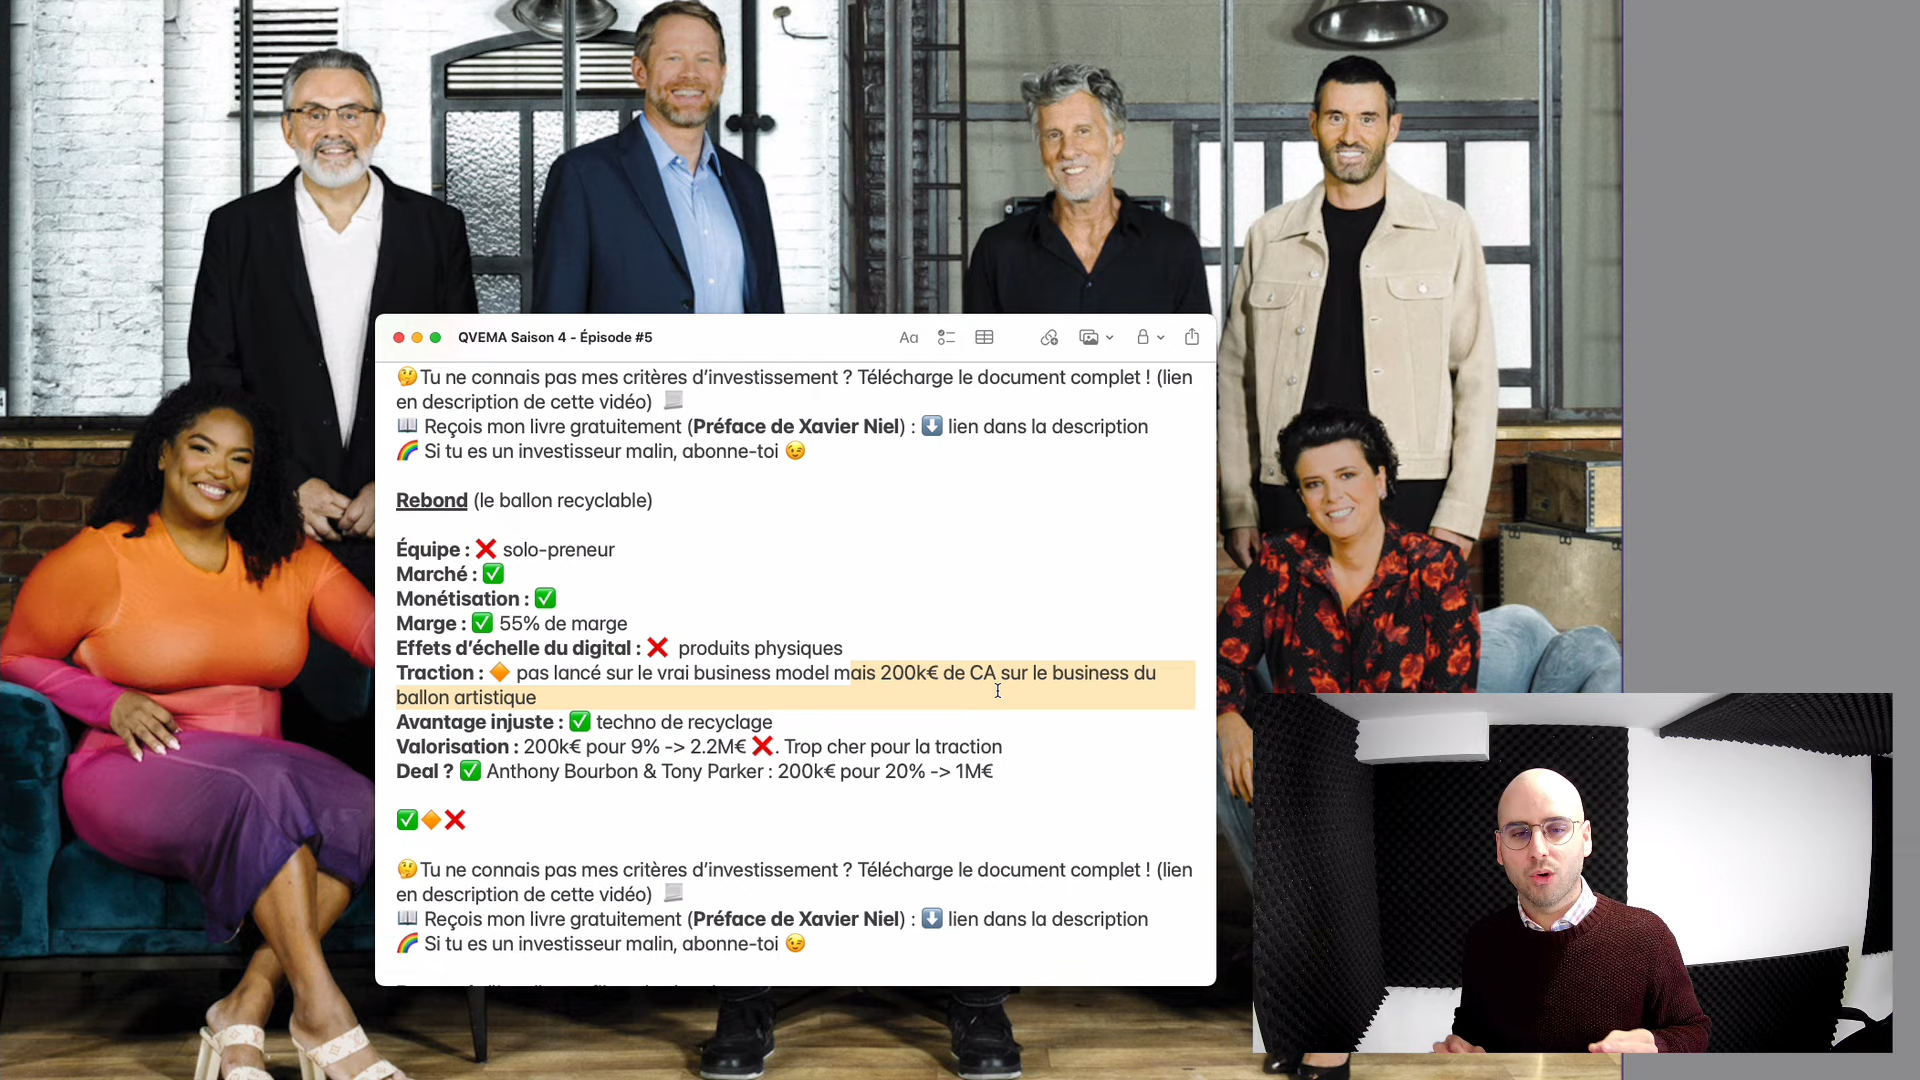 QVEMA Saison 4 - Épisode #5
Aa
🤔Tu ne connais pas mes critères d'investissement ? Télécharge le document complet ! (lien
en description de cette vidéo) 📃
📖 Reçois mon livre gratuitement (Préface de Xavier Niel) : ⬇️ lien dans la description
🌈 Si tu es un investisseur malin, abonne-toi 😉
Rebond (le ballon recyclable)
Équipe : ❌ solo-preneur
Marché : ✅
Monétisation : ✅
Marge : ✅ 55% de marge
Effets d'échelle du digital : ❌ produits physiques
Traction : 🔶 pas lancé sur le vrai business model mais 200k€ de CA sur le business du
ballon artistique
Avantage injuste : ✅ techno de recyclage
Valorisation : 200k€ pour 9% -> 2.2M€ ❌. Trop cher pour la traction
Deal ? ✅ Anthony Bourbon & Tony Parker : 200k€ pour 20% -> 1M€
✅🔶❌
🤔Tu ne connais pas mes critères d'investissement ? Télécharge le document complet ! (lien
en description de cette vidéo) 📃
📖 Reçois mon livre gratuitement (Préface de Xavier Niel) : ⬇️ lien dans la description
🌈 Si tu es un investisseur malin, abonne-toi 😉